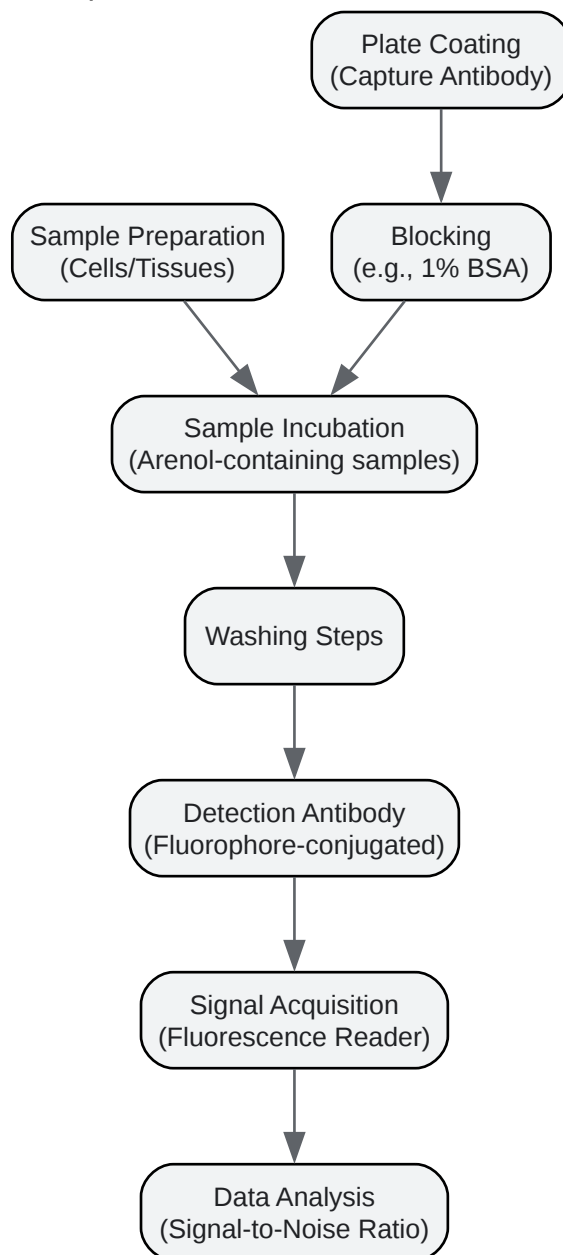 Plate Coating
(Capture Antibody)
Sample Preparation
(Cells/Tissues)
Blocking
(e.g., 1% BSA)
Sample Incubation
(Arenol-containing samples)
Washing Steps
Detection Antibody
(Fluorophore-conjugated)
Signal Acquisition
(Fluorescence Reader)
Data Analysis
(Signal-to-Noise Ratio)